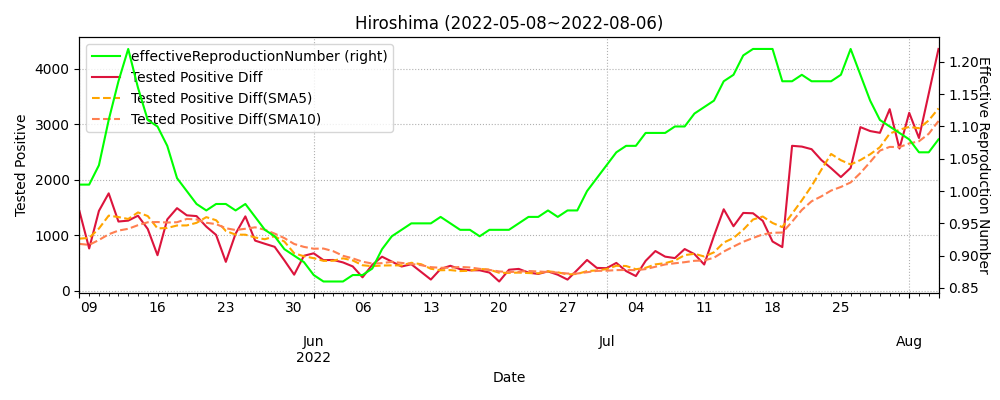 Hiroshima (2022-05-08~2022-08-06)
effectiveReproductionNumber (right)
Tested Positive Diff
Tested Positive Diff(SMA5)
Tested Positive Diff(SMA10)
Tested Positive
4000
3000
2000
1000
0
1.20
1.15
1.10
1.05
1.00
0.95
0.90
0.85
Effective Reproduction Number
09 16 23 30 06 13 20 27 04 11 18 25
Jun Jul Aug
2022
Date